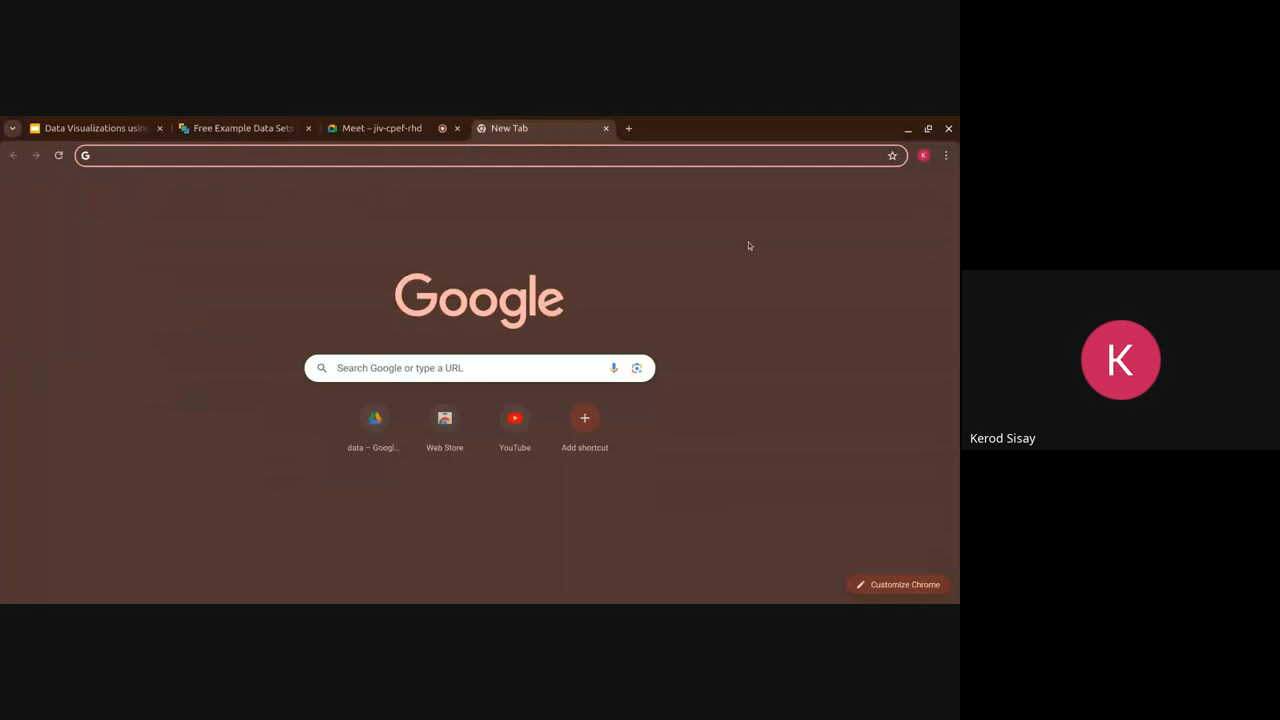 Data Visualizations usin
Free Example Data Sets
Meet – jiv-cpef-rhd
New Tab
K
Google
Search Google or type a URL
data – Googl...
Web Store
YouTube
Add shortcut
Customize Chrome
K
Kerod Sisay